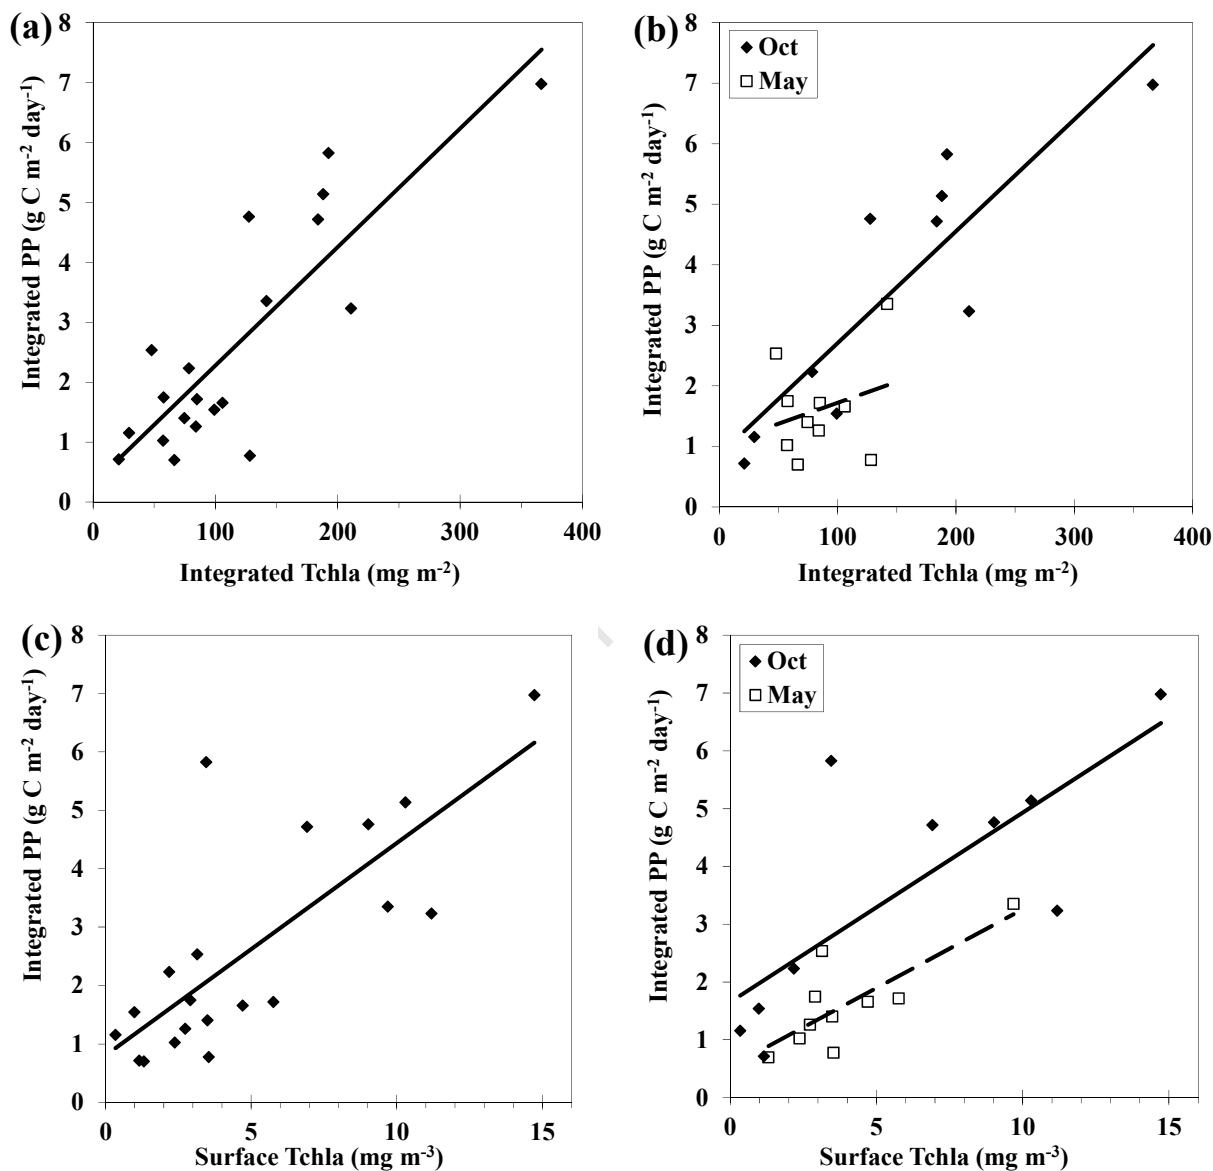 (a)
Integrated PP (g C m-2 day-1)
8
7
6
5
4
3
2
1
0
0 100 200 300 400
Integrated Tchla (mg m-2)
(b)
Oct
May
Integrated PP (g C m-2 day-1)
8
7
6
5
4
3
2
1
0
0 100 200 300 400
Integrated Tchla (mg m-2)
(c)
Integrated PP (g C m-2 day-1)
8
7
6
5
4
3
2
1
0
0 5 10 15
Surface Tchla (mg m-3)
(d)
Oct
May
Integrated PP (g C m-2 day-1)
8
7
6
5
4
3
2
1
0
0 5 10 15
Surface Tchla (mg m-3)